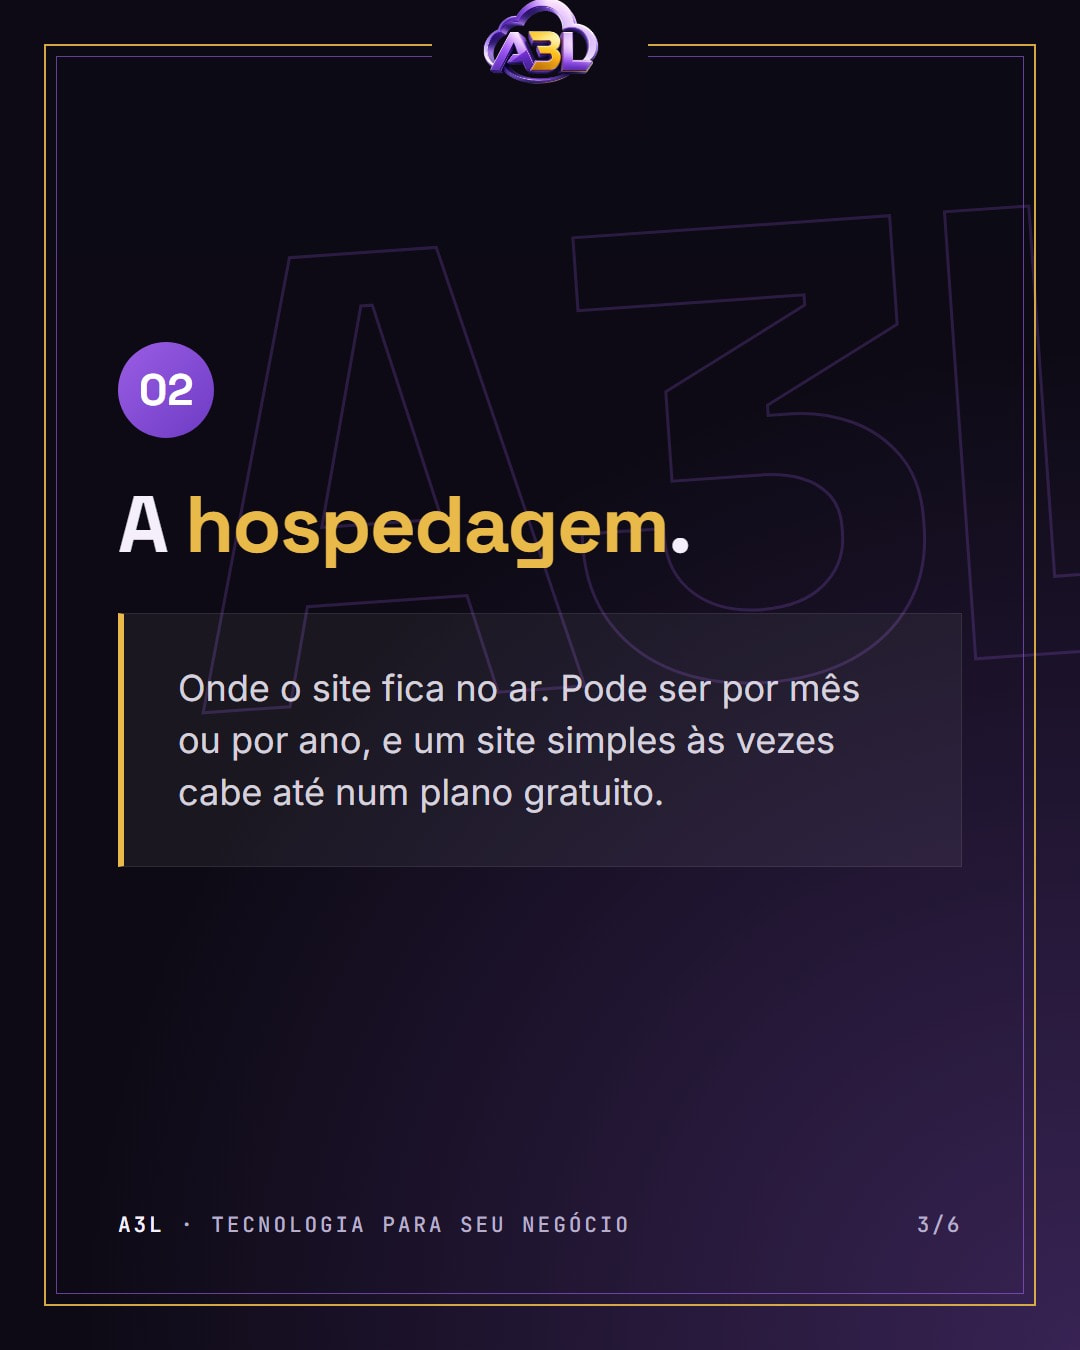 A3L
A3L
02
A hospedagem.
Onde o site fica no ar. Pode ser por mês
ou por ano, e um site simples às vezes
cabe até num plano gratuito.
A3L · TECNOLOGIA PARA SEU NEGÓCIO
3/6